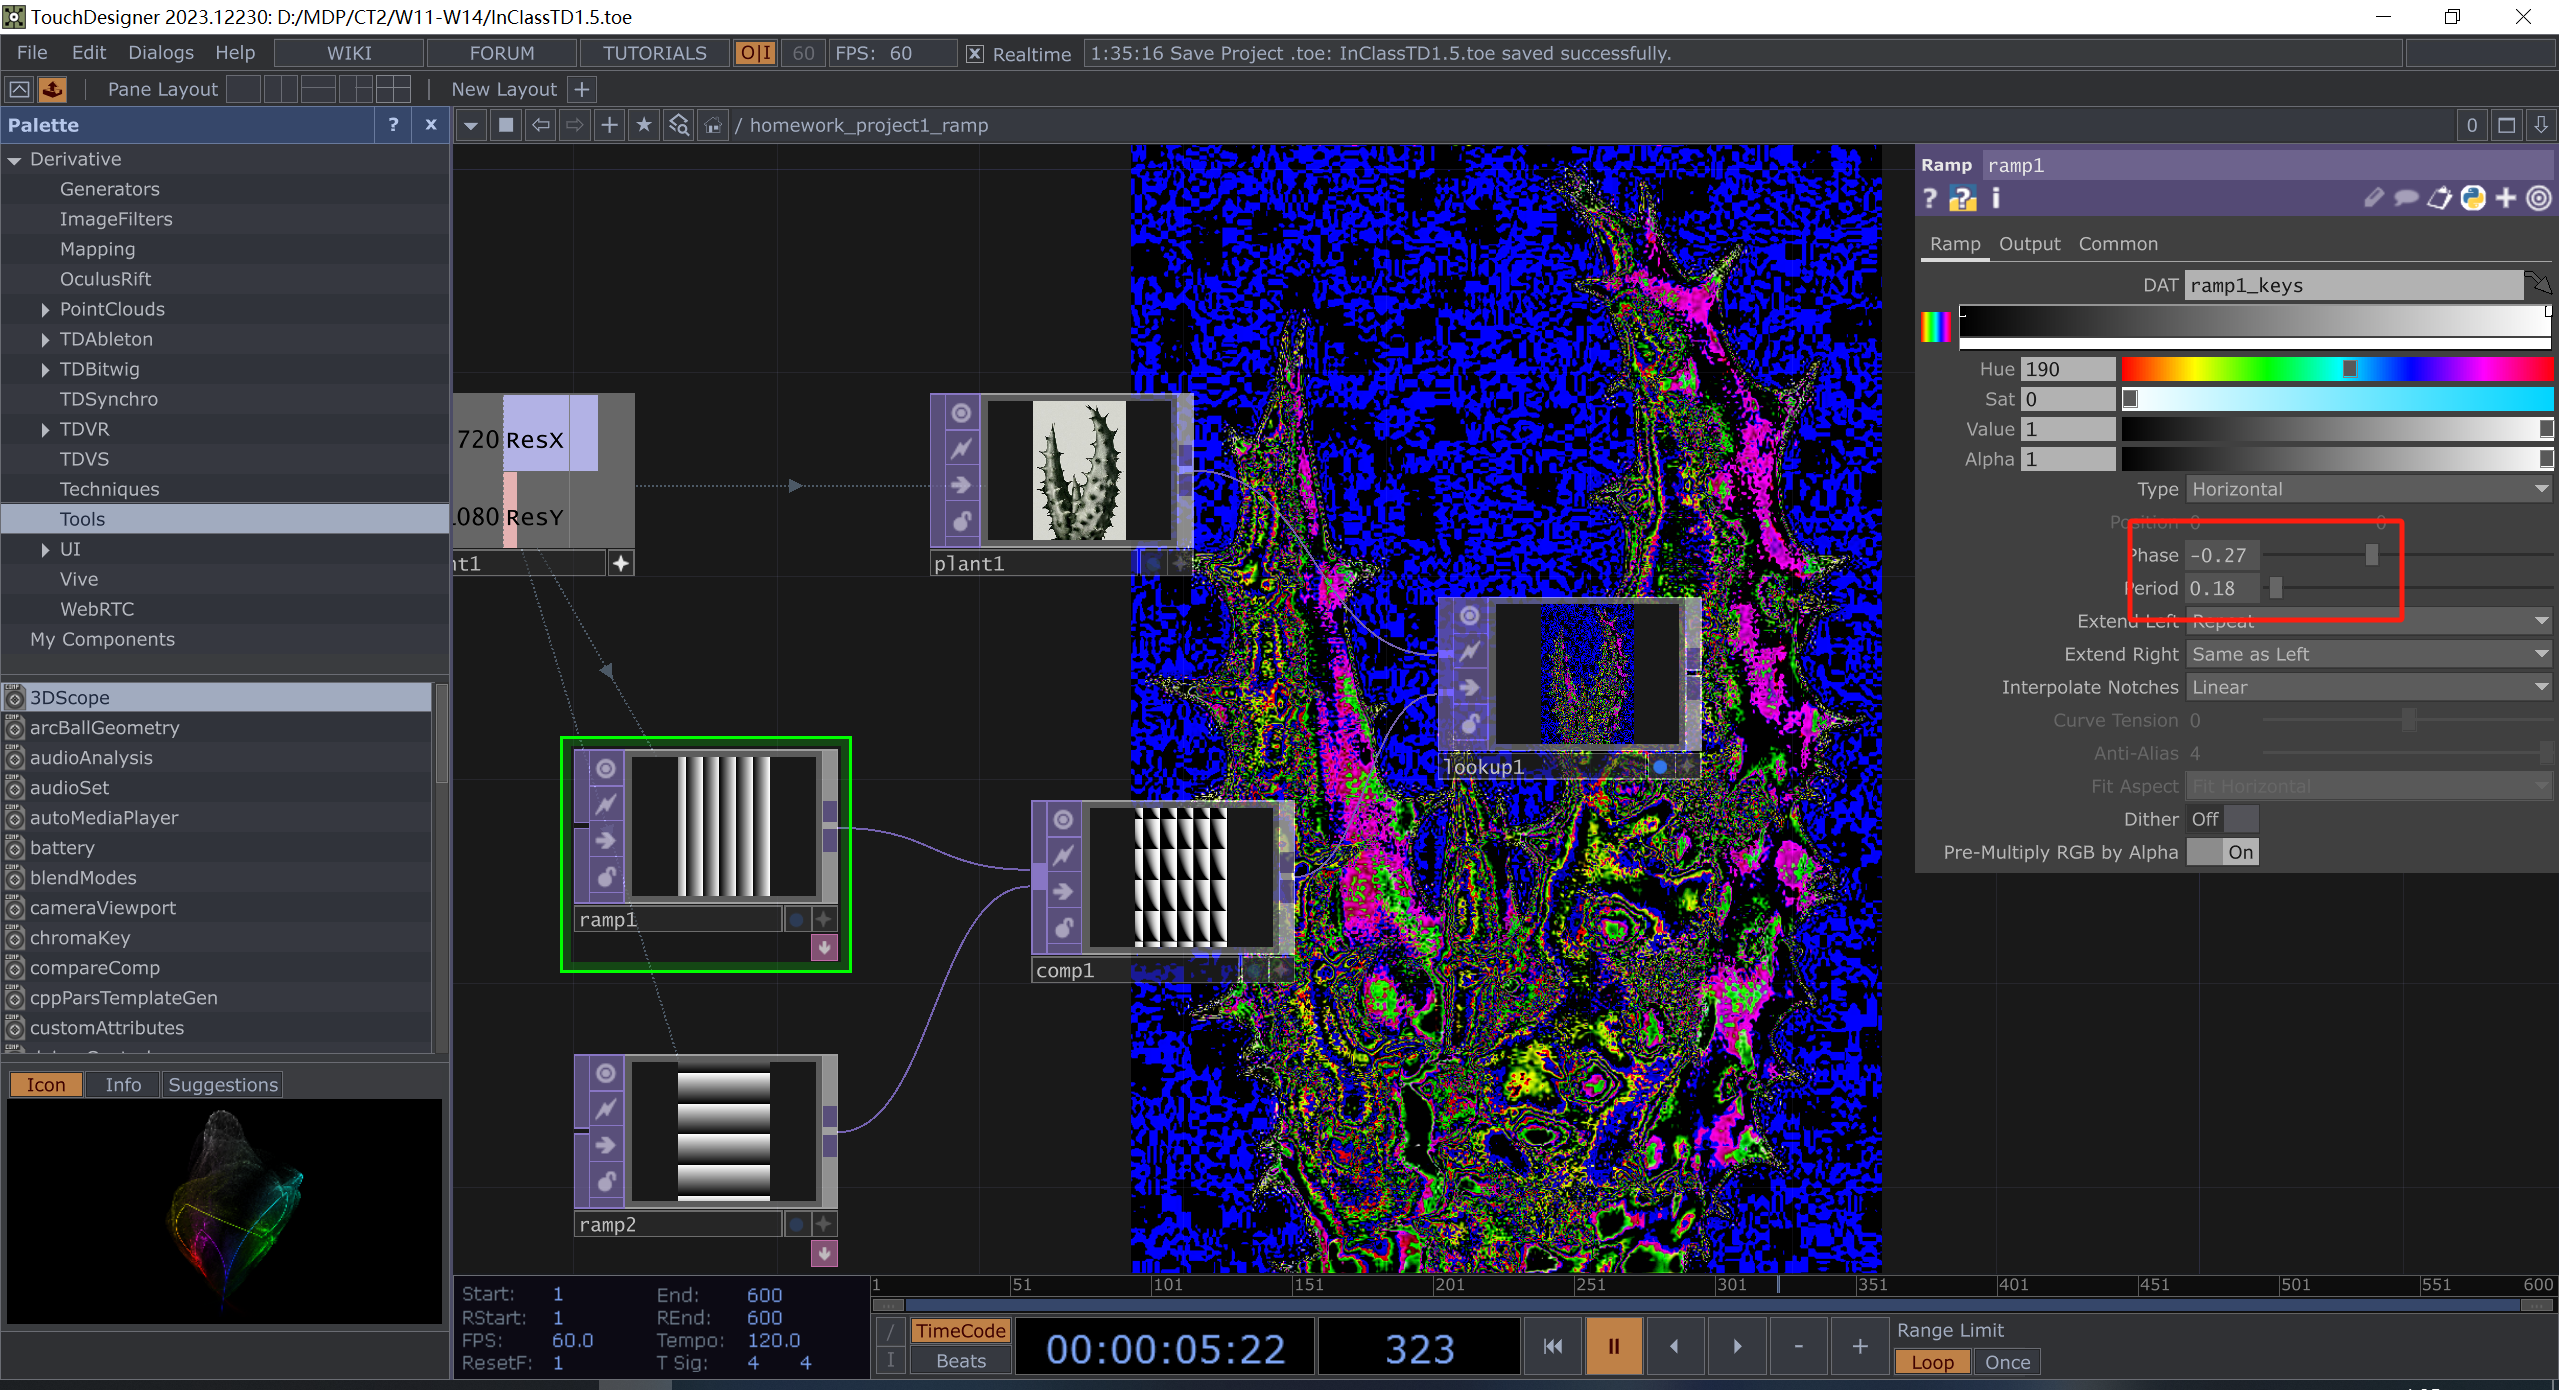 TouchDesigner 2023.12230: D:/MDP/CT2/W11-W14/InClassTD1.5.toe
File Edit Dialogs Help WIKI FORUM TUTORIALS O|I 60 FPS: 60 Realtime 1:35:16 Save Project .toe: InClassTD1.5.toe saved successfully.
Pane Layout New Layout +
Palette ? x / homework_project1_ramp 0
Derivative
Generators
ImageFilters
Mapping
OculusRift
PointClouds
TDAbleton
TDBitwig
TDSynchro
TDVR
TDVS
Techniques
Tools
UI
Vive
WebRTC
My Components
3DScope
arcBallGeometry
audioAnalysis
audioSet
autoMediaPlayer
battery
blendModes
cameraViewport
chromaKey
compareComp
cppParsTemplateGen
customAttributes
Icon Info Suggestions
720 ResX
1080 ResY
nt1
plant1
lookup1
ramp1
comp1
ramp2
Ramp ramp1
? ? i
Ramp Output Common
DAT ramp1_keys
Hue 190
Sat 0
Value 1
Alpha 1
Type Horizontal
Position 0 0
Phase -0.27
Period 0.18
Extend Left Repeat
Extend Right Same as Left
Interpolate Notches Linear
Curve Tension 0
Anti-Alias 4
Fit Aspect Fit Horizontal
Dither Off
Pre-Multiply RGB by Alpha On
Start: 1 End: 600
RStart: 1 REnd: 600
FPS: 60.0 Tempo: 120.0
ResetF: 1 T Sig: 4 4
1 51 101 151 201 251 301 351 401 451 501 551 600
/ TimeCode
I Beats
00:00:05:22 323 - +
Range Limit
Loop Once